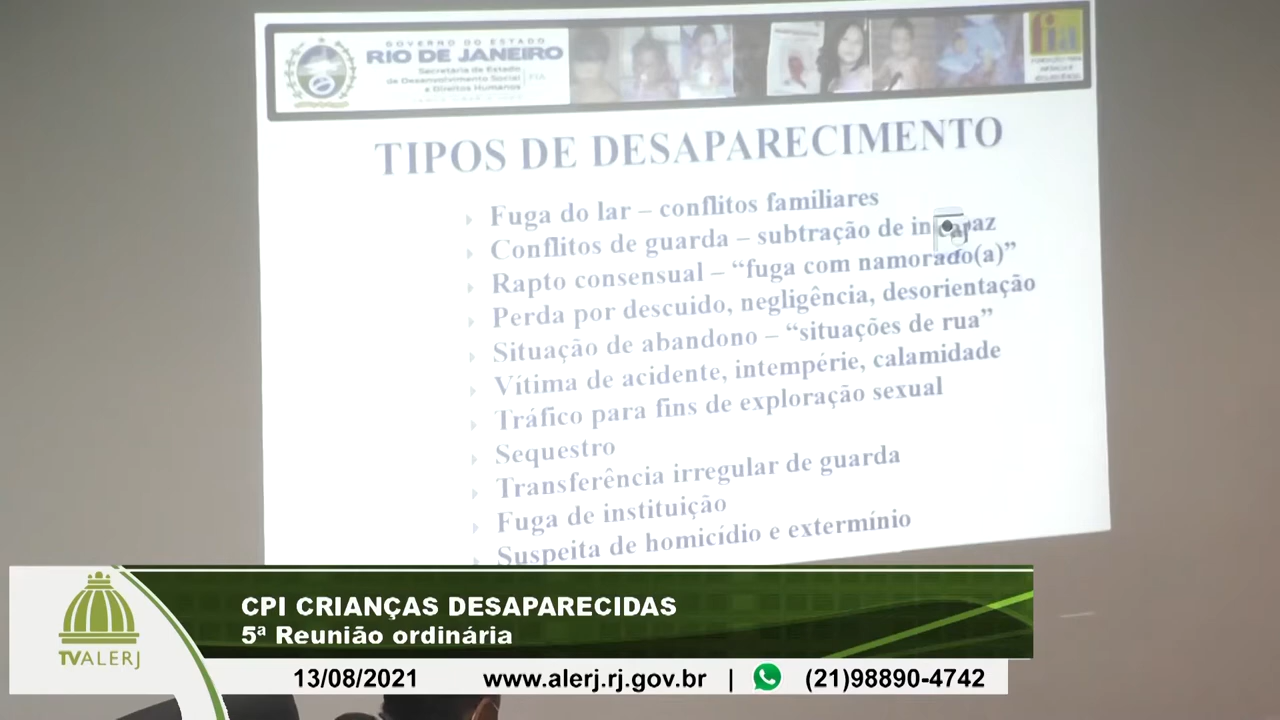 GOVERNO DO ESTADO
RIO DE JANEIRO
Secretaria de Estado
de Desenvolvimento Social
e Direitos Humanos
FIA
fia
TIPOS DE DESAPARECIMENTO
Fuga do lar – conflitos familiares
Conflitos de guarda – subtração de incapaz
Rapto consensual – “fuga com namorado(a)”
Perda por descuido, negligência, desorientação
Situação de abandono – “situações de rua”
Vítima de acidente, intempérie, calamidade
Tráfico para fins de exploração sexual
Sequestro
Transferência irregular de guarda
Fuga de instituição
Suspeita de homicídio e extermínio
TVALERJ
CPI CRIANÇAS DESAPARECIDAS
5ª Reunião ordinária
13/08/2021 www.alerj.rj.gov.br | (21)98890-4742